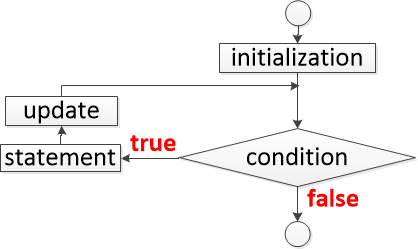 initialization
update
true
statement
condition
false